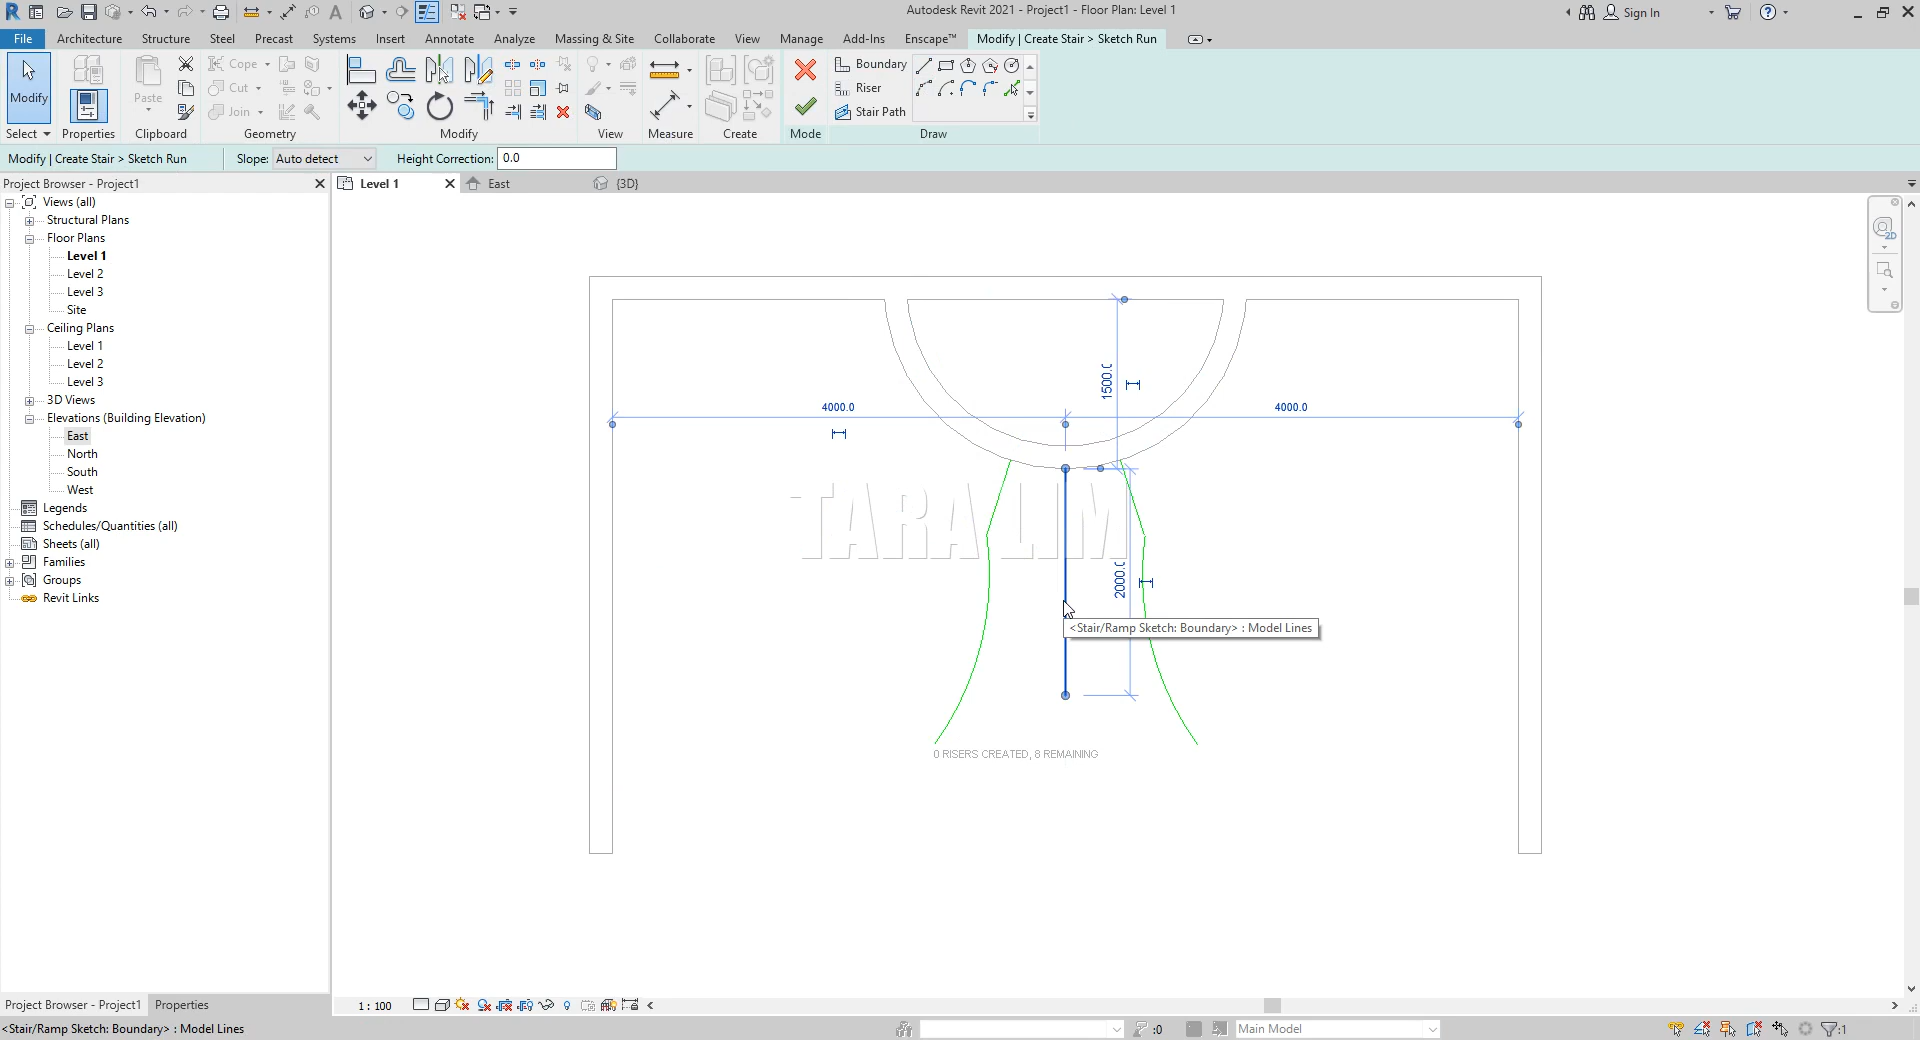 Autodesk Revit 2021 - Project1 - Floor Plan: Level 1
Sign In
File
Architecture
Structure
Steel
Precast
Systems
Insert
Annotate
Analyze
Massing & Site
Collaborate
View
Manage
Add-Ins
Enscape™
Modify | Create Stair > Sketch Run
Modify
Paste
Cope
Cut
Join
Boundary
Riser
Stair Path
Select
Properties
Clipboard
Geometry
Modify
View
Measure
Create
Mode
Draw
Modify | Create Stair > Sketch Run
Slope:
Auto detect
Height Correction:
0.0
Project Browser - Project1
Level 1
East
{3D}
Views (all)
Structural Plans
Floor Plans
Level 1
Level 2
Level 3
Site
Ceiling Plans
Level 1
Level 2
Level 3
3D Views
Elevations (Building Elevation)
East
North
South
West
Legends
Schedules/Quantities (all)
Sheets (all)
Families
Groups
Revit Links
2D
1500.0
4000.0
4000.0
TARA LIM
2000.0
<Stair/Ramp Sketch: Boundary> : Model Lines
0 RISERS CREATED, 8 REMAINING
Project Browser - Project1
Properties
1 : 100
<Stair/Ramp Sketch: Boundary> : Model Lines
:0
Main Model
:1